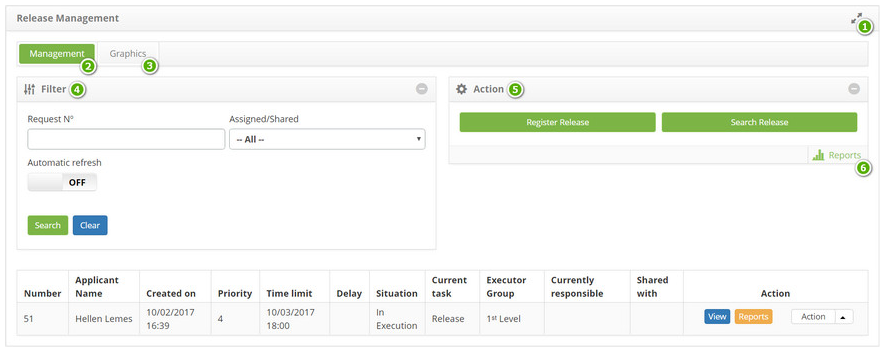 Release Management
1
Management
Graphics
2
3
Filter 4
Action 5
Request Nº
Assigned/Shared
-- All --
Register Release
Search Release
Automatic refresh
OFF
Reports
6
Search
Clear
Number
Applicant
Name
Created on
Priority
Time limit
Delay
Situation
Current
task
Executor
Group
Currently
responsible
Shared
with
Action
51
Hellen Lemes
10/02/2017
16:39
4
10/03/2017
18:00
In
Execution
Release
1st Level
View
Reports
Action